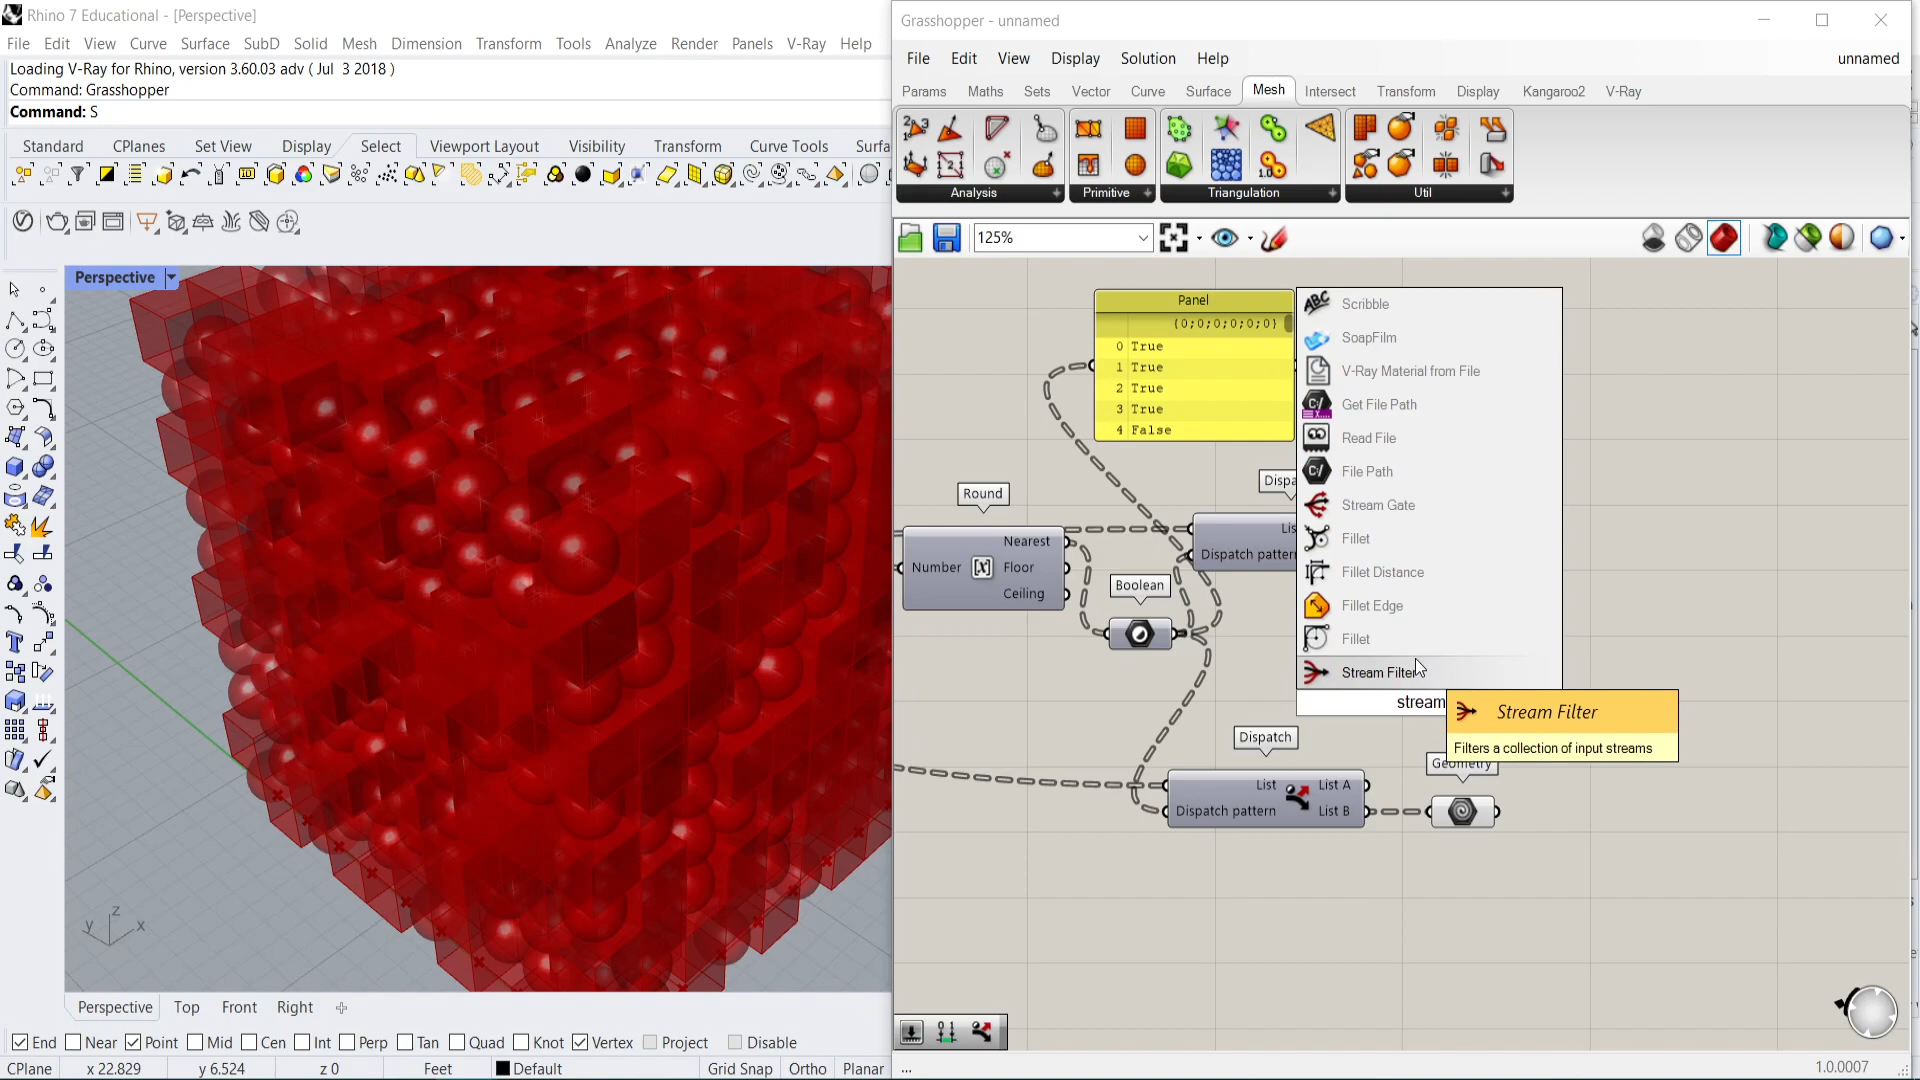 Rhino 7 Educational - [Perspective]
File Edit View Curve Surface SubD Solid Mesh Dimension Transform Tools Analyze Render Panels V-Ray Help
Loading V-Ray for Rhino, version 3.60.03 adv ( Jul 3 2018 )
Command: Grasshopper
Command: S
Standard CPlanes Set View Display Select Viewport Layout Visibility Transform Curve Tools Surfa
Perspective
z
y x
Perspective Top Front Right
End Near Point Mid Cen Int Perp Tan Quad Knot Vertex Project Disable
CPlane x 22.829 y 6.524 z 0 Feet Default Grid Snap Ortho Planar
Grasshopper - unnamed
File Edit View Display Solution Help unnamed
Params Maths Sets Vector Curve Surface Mesh Intersect Transform Display Kangaroo2 V-Ray
Analysis Primitive Triangulation Util
125%
Panel
{0;0;0;0;0;0}
0 True
1 True
2 True
3 True
4 False
Scribble
SoapFilm
V-Ray Material from File
Get File Path
Read File
File Path
Stream Gate
Fillet
Fillet Distance
Fillet Edge
Fillet
Stream Filter
stream
Stream Filter
Filters a collection of input streams
Round
Number
Nearest
Floor
Ceiling
Boolean
Dispa
Lis
Dispatch patter
Dispatch
List List A
Dispatch pattern List B
Geometry
1.0.0007